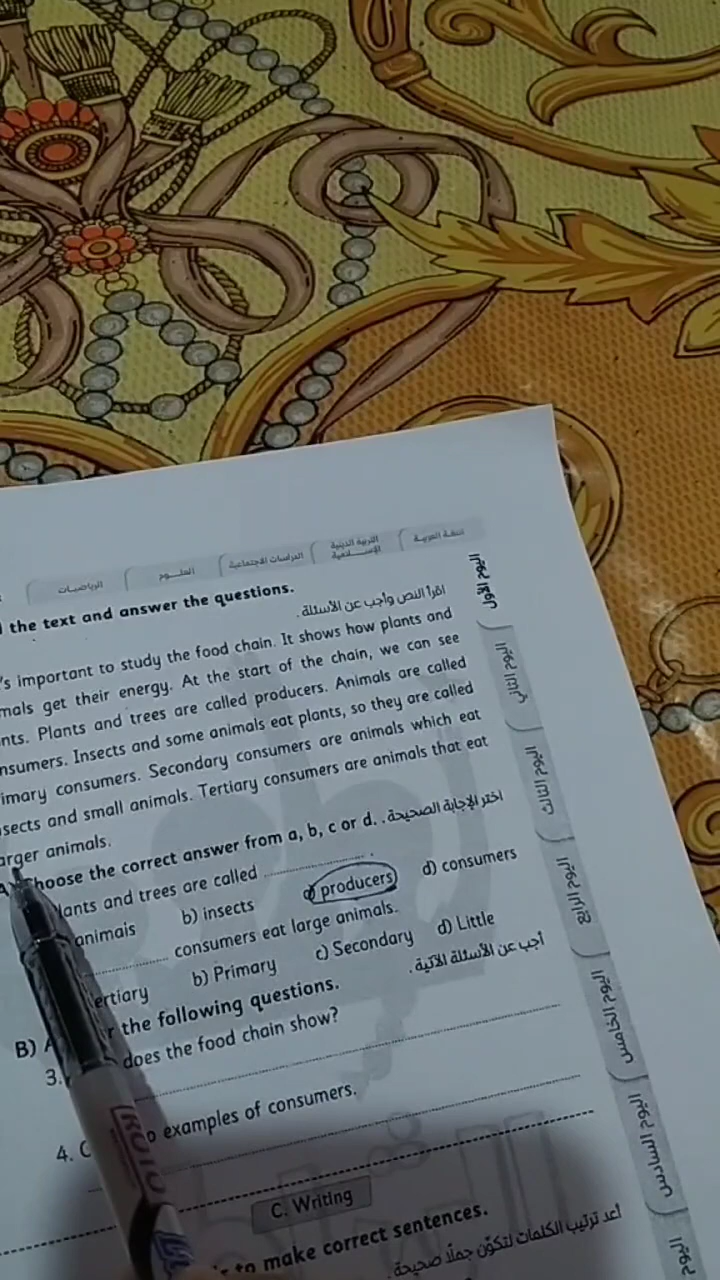 الرياضيات العلـــوم الدراسات الاجتماعية التربية الدينية الإســـلامية اللغة العربية
the text and answer the questions. اقرأ النص وأجب عن الأسئلة.
's important to study the food chain. It shows how plants and
mals get their energy. At the start of the chain, we can see
nts. Plants and trees are called producers. Animals are called
nsumers. Insects and some animals eat plants, so they are called
imary consumers. Secondary consumers are animals which eat
sects and small animals. Tertiary consumers are animals that eat
arger animals.
A) Choose the correct answer from a, b, c or d. اختر الإجابة الصحيحة.
lants and trees are called ............
animals b) insects c) producers d) consumers
............ consumers eat large animals.
ertiary b) Primary c) Secondary d) Little
B) A r the following questions. أجب عن الأسئلة الآتية.
3. does the food chain show?
4. o examples of consumers.
C. Writing
to make correct sentences. أعد ترتيب الكلمات لتكوّن جملًا صحيحة.
اليوم الأول
اليوم الثاني
اليوم الثالث
اليوم الرابع
اليوم الخامس
اليوم السادس
اليوم